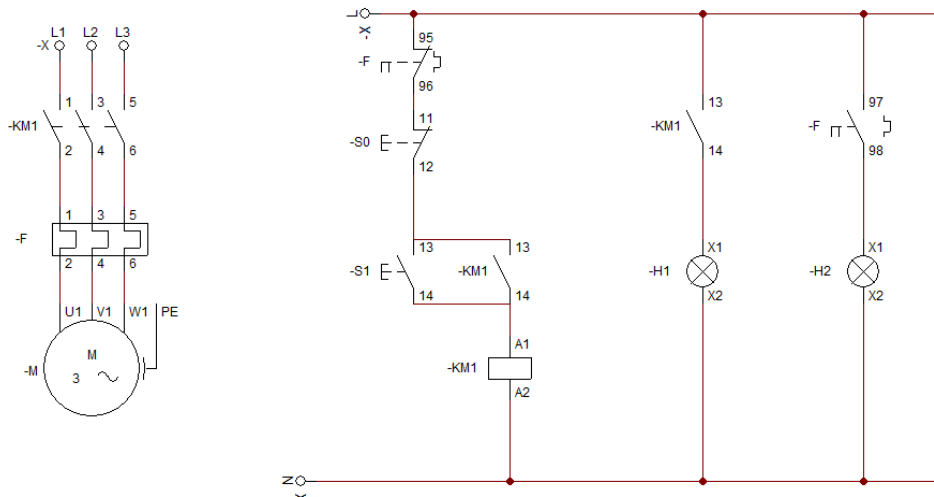 L1 L2 L3
-X
1 3 5
-KM1
2 4 6
1 3 5
-F
2 4 6
U1 V1 W1 PE
-M
M
3
L
-X
95
-F
96
11
-S0
12
13
-S1
14
13
-KM1
14
A1
-KM1
A2
N
13
-KM1
14
X1
-H1
X2
97
-F
98
X1
-H2
X2